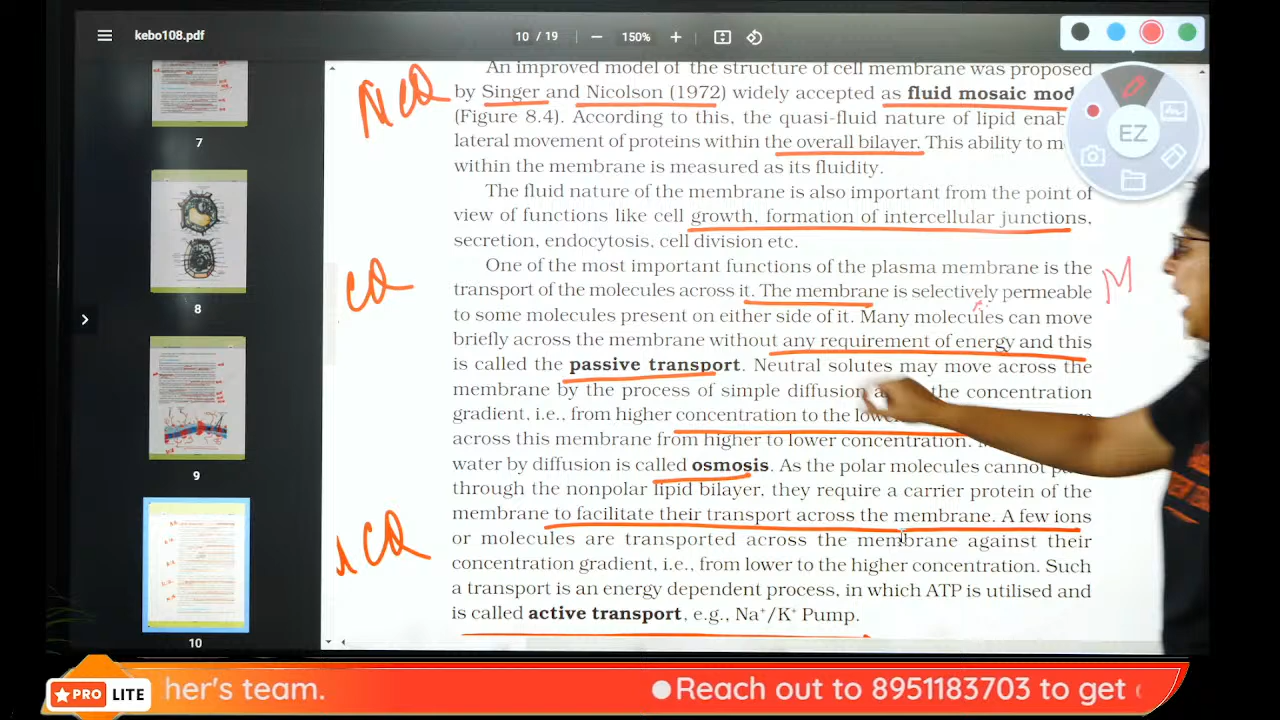 kebo108.pdf
10 / 19
150%
EZ
7
8
9
10
An improved model of the structure of cell membrane was proposed
by Singer and Nicolson (1972) widely accepted as fluid mosaic mod
(Figure 8.4). According to this, the quasi-fluid nature of lipid enab
lateral movement of proteins within the overall bilayer. This ability to m
within the membrane is measured as its fluidity.
The fluid nature of the membrane is also important from the point of
view of functions like cell growth, formation of intercellular junctions,
secretion, endocytosis, cell division etc.
One of the most important functions of the plasma membrane is the
transport of the molecules across it. The membrane is selectively permeable
to some molecules present on either side of it. Many molecules can move
briefly across the membrane without any requirement of energy and this
is called the passive transport. Neutral solutes may move across the
membrane by the process of simple diffusion the concentration
gradient, i.e., from higher concentration to the lower
across this membrane from higher to lower concentration.
water by diffusion is called osmosis. As the polar molecules cannot
through the nonpolar lipid bilayer, they require a carrier protein of the
membrane to facilitate their transport across the membrane. A few ions
or molecules are transported across the membrane against their
concentration gradient, i.e., from lower to the higher concentration. Such
a transport is an energy dependent process, in which ATP is utilised and
is called active transport, e.g., Na⁺/K⁺ Pump.
M
PRO LITE
her's team.
Reach out to 8951183703 to get